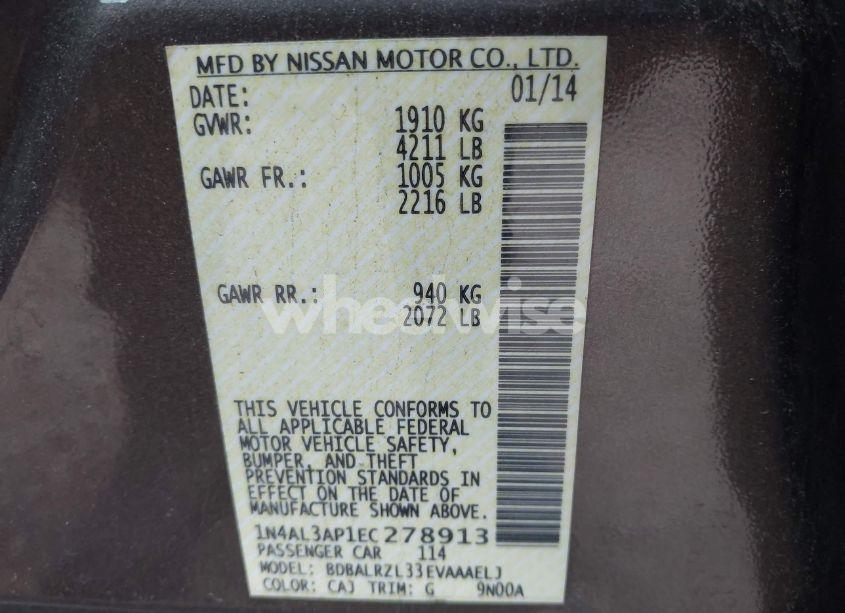 MFD BY NISSAN MOTOR CO., LTD.
DATE: 01/14
GVWR: 1910 KG
4211 LB
GAWR FR.: 1005 KG
2216 LB
GAWR RR.: 940 KG
2072 LB
wheelwise
THIS VEHICLE CONFORMS TO
ALL APPLICABLE FEDERAL
MOTOR VEHICLE SAFETY,
BUMPER, AND THEFT
PREVENTION STANDARDS IN
EFFECT ON THE DATE OF
MANUFACTURE SHOWN ABOVE.
1N4AL3AP1EC278913
PASSENGER CAR 114
MODEL: BDBALRZL33EVAAAELJ
COLOR: CAJ TRIM: G 9N00A